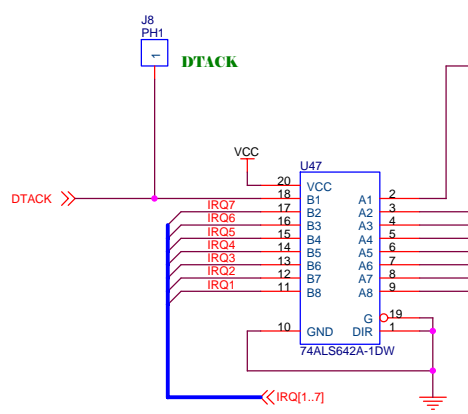 J8
PH1
1
DTACK
VCC
U47
DTACK
20 VCC
18 B1 A1 2
IRQ7 17 B2 A2 3
IRQ6 16 B3 A3 4
IRQ5 15 B4 A4 5
IRQ4 14 B5 A5 6
IRQ3 13 B6 A6 7
IRQ2 12 B7 A7 8
IRQ1 11 B8 A8 9
G 19
10 GND DIR 1
74ALS642A-1DW
IRQ[1..7]